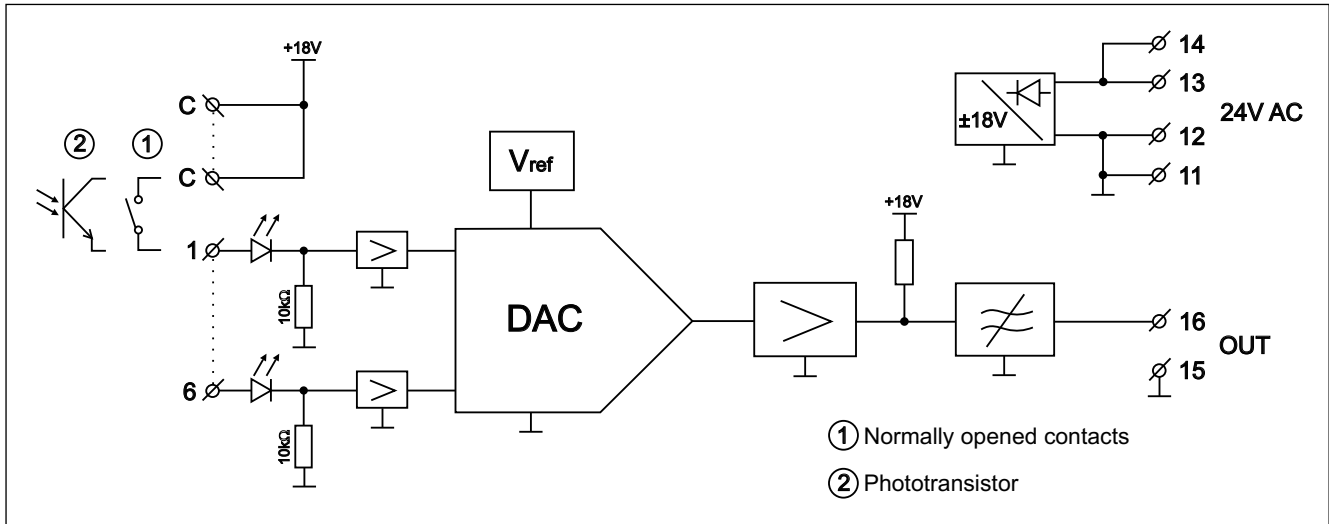 +18V
C
C
②
①
1
10kΩ
6
10kΩ
Vref
DAC
+18V
±18V
14
13
24V AC
12
11
16
OUT
15
① Normally opened contacts
② Phototransistor